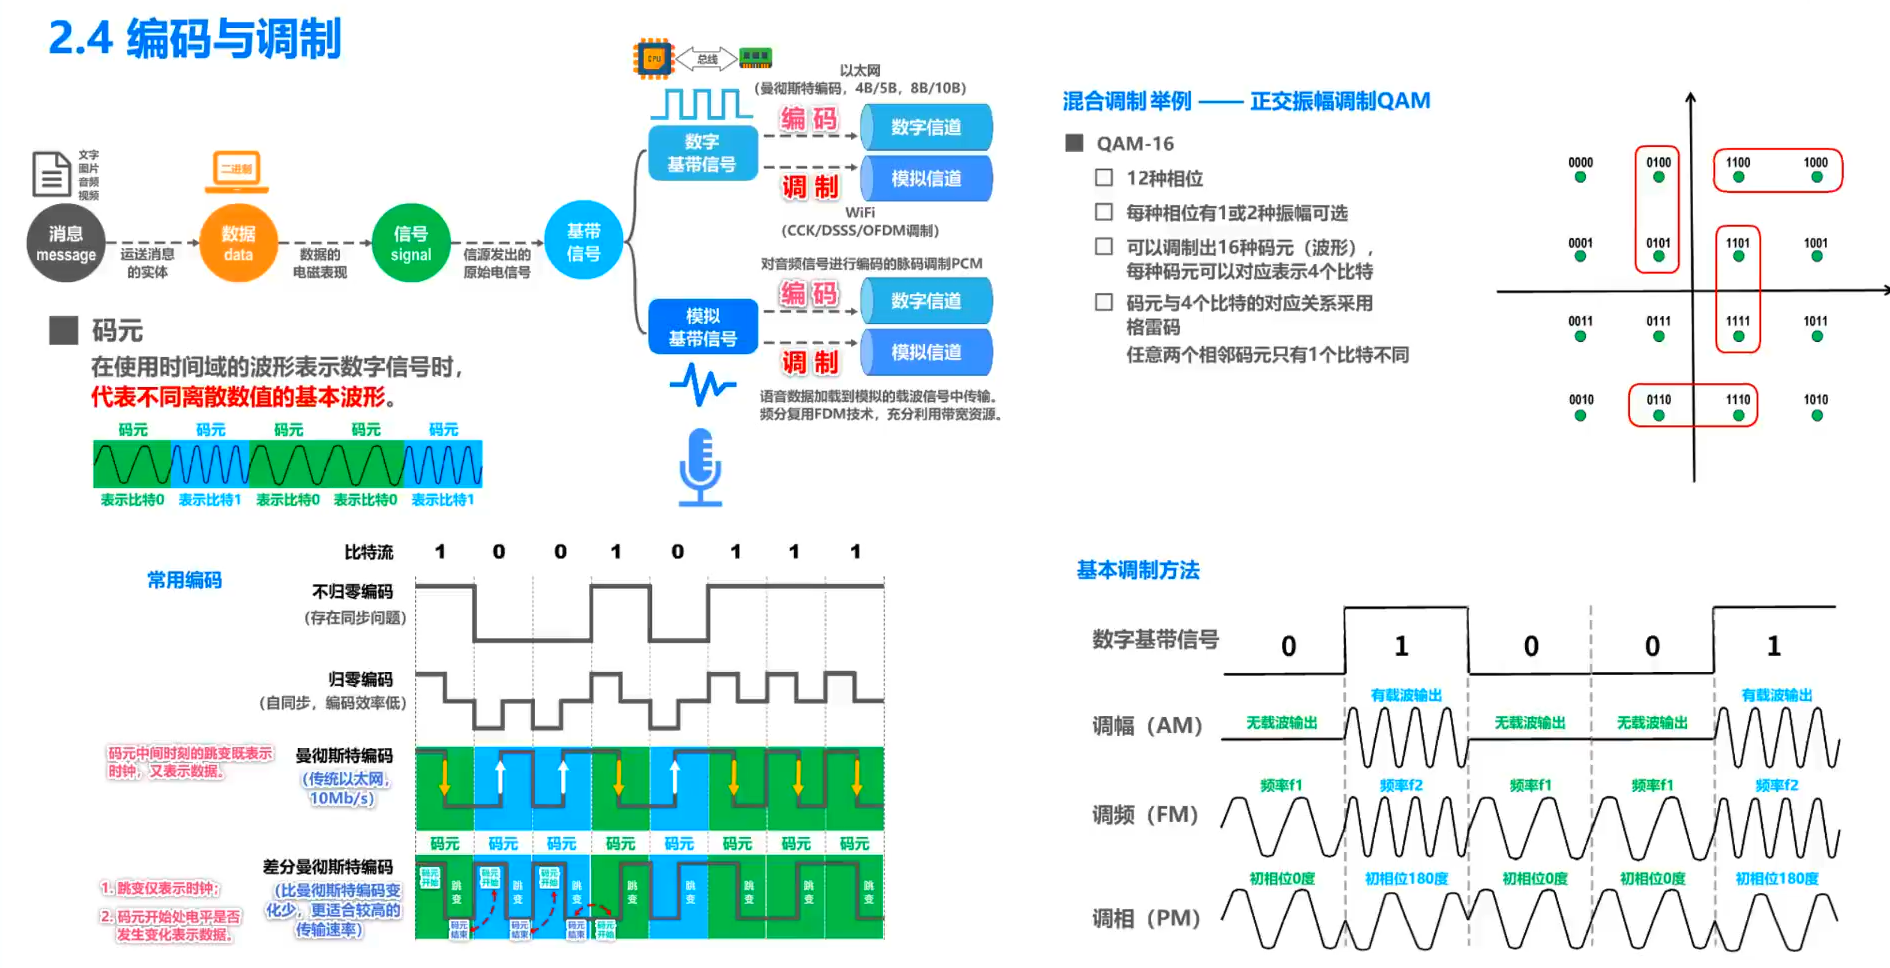 2.4 编码与调制
文字
图片
音频
视频
消息
message
运送消息
的实体
二进制
数据
data
数据的
电磁表现
信号
signal
信源发出的
原始电信号
基带
信号
CPU
总线
以太网
(曼彻斯特编码，4B/5B，8B/10B)
数字
基带信号
编 码
数字信道
调 制
模拟信道
WiFi
(CCK/DSSS/OFDM调制)
对音频信号进行编码的脉码调制PCM
模拟
基带信号
编 码
数字信道
调 制
模拟信道
语音数据加载到模拟的载波信号中传输。
频分复用FDM技术，充分利用带宽资源。
码元
在使用时间域的波形表示数字信号时，
代表不同离散数值的基本波形。
码元 码元 码元 码元 码元
表示比特0 表示比特1 表示比特0 表示比特0 表示比特1
混合调制 举例 —— 正交振幅调制QAM
QAM-16
12种相位
每种相位有1或2种振幅可选
可以调制出16种码元（波形），
每种码元可以对应表示4个比特
码元与4个比特的对应关系采用
格雷码
任意两个相邻码元只有1个比特不同
0000 0100 1100 1000
0001 0101 1101 1001
0011 0111 1111 1011
0010 0110 1110 1010
常用编码
比特流 1 0 0 1 0 1 1 1
不归零编码
(存在同步问题)
归零编码
(自同步，编码效率低)
码元中间时刻的跳变既表示
时钟，又表示数据。
曼彻斯特编码
(传统以太网，
10Mb/s)
码元 码元 码元 码元 码元 码元 码元 码元
差分曼彻斯特编码
(比曼彻斯特编码变
化少，更适合较高的
传输速率)
1. 跳变仅表示时钟；
2. 码元开始处电平是否
发生变化表示数据。
码元
开始
码元
开始
码元
开始
跳
变
跳
变
跳
变
跳
变
跳
变
跳
变
跳
变
跳
变
码元
结束
码元
结束
码元
结束
码元
开始
基本调制方法
数字基带信号 0 1 0 0 1
有载波输出 有载波输出
调幅（AM） 无载波输出 无载波输出 无载波输出
频率f1 频率f2 频率f1 频率f1 频率f2
调频（FM）
初相位0度 初相位180度 初相位0度 初相位0度 初相位180度
调相（PM）